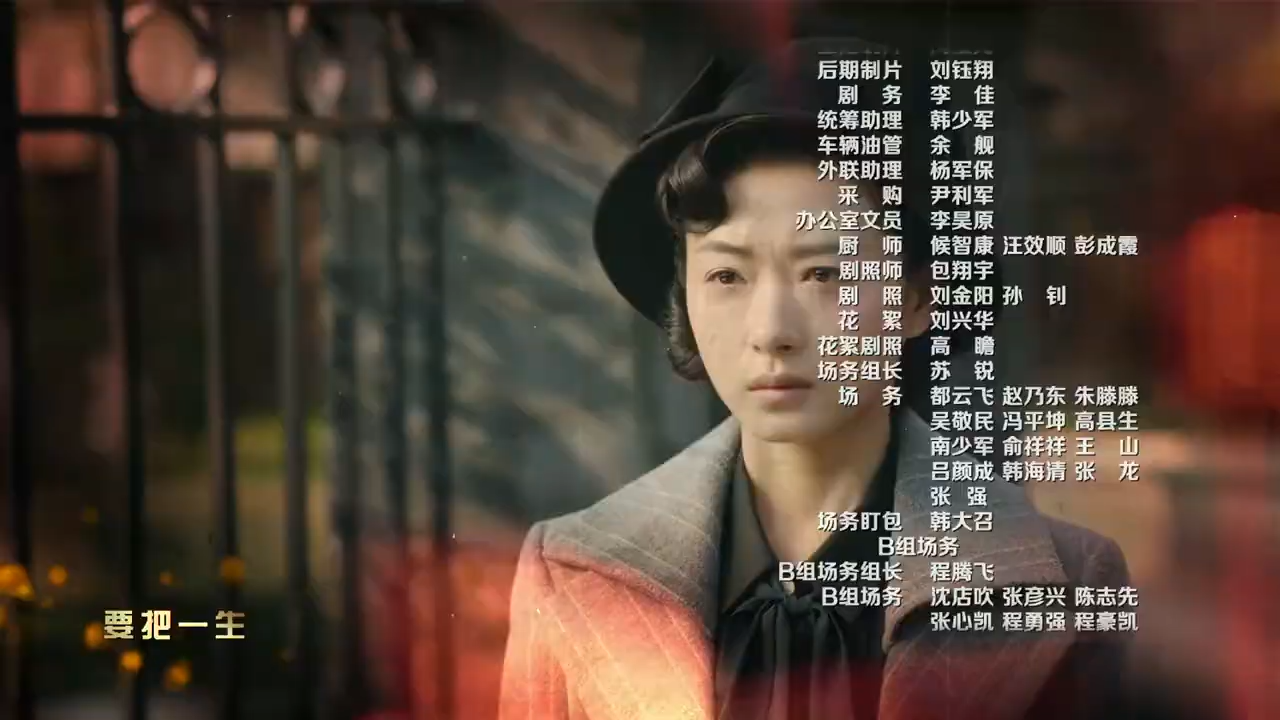 后期制片 刘钰翔
剧 务 李 佳
统筹助理 韩少军
车辆油管 余 舰
外联助理 杨军保
采 购 尹利军
办公室文员 李昊原
厨 师 候智康 汪效顺 彭成霞
剧照师 包翔宇
剧 照 刘金阳 孙 钊
花 絮 刘兴华
花絮剧照 高 瞻
场务组长 苏 锐
场 务 都云飞 赵乃东 朱滕滕
吴敬民 冯平坤 高县生
南少军 俞祥祥 王 山
吕颜成 韩海清 张 龙
张 强
场务盯包 韩大召
B组场务
B组场务组长 程腾飞
B组场务 沈店吹 张彦兴 陈志先
张心凯 程勇强 程豪凯
要把一生